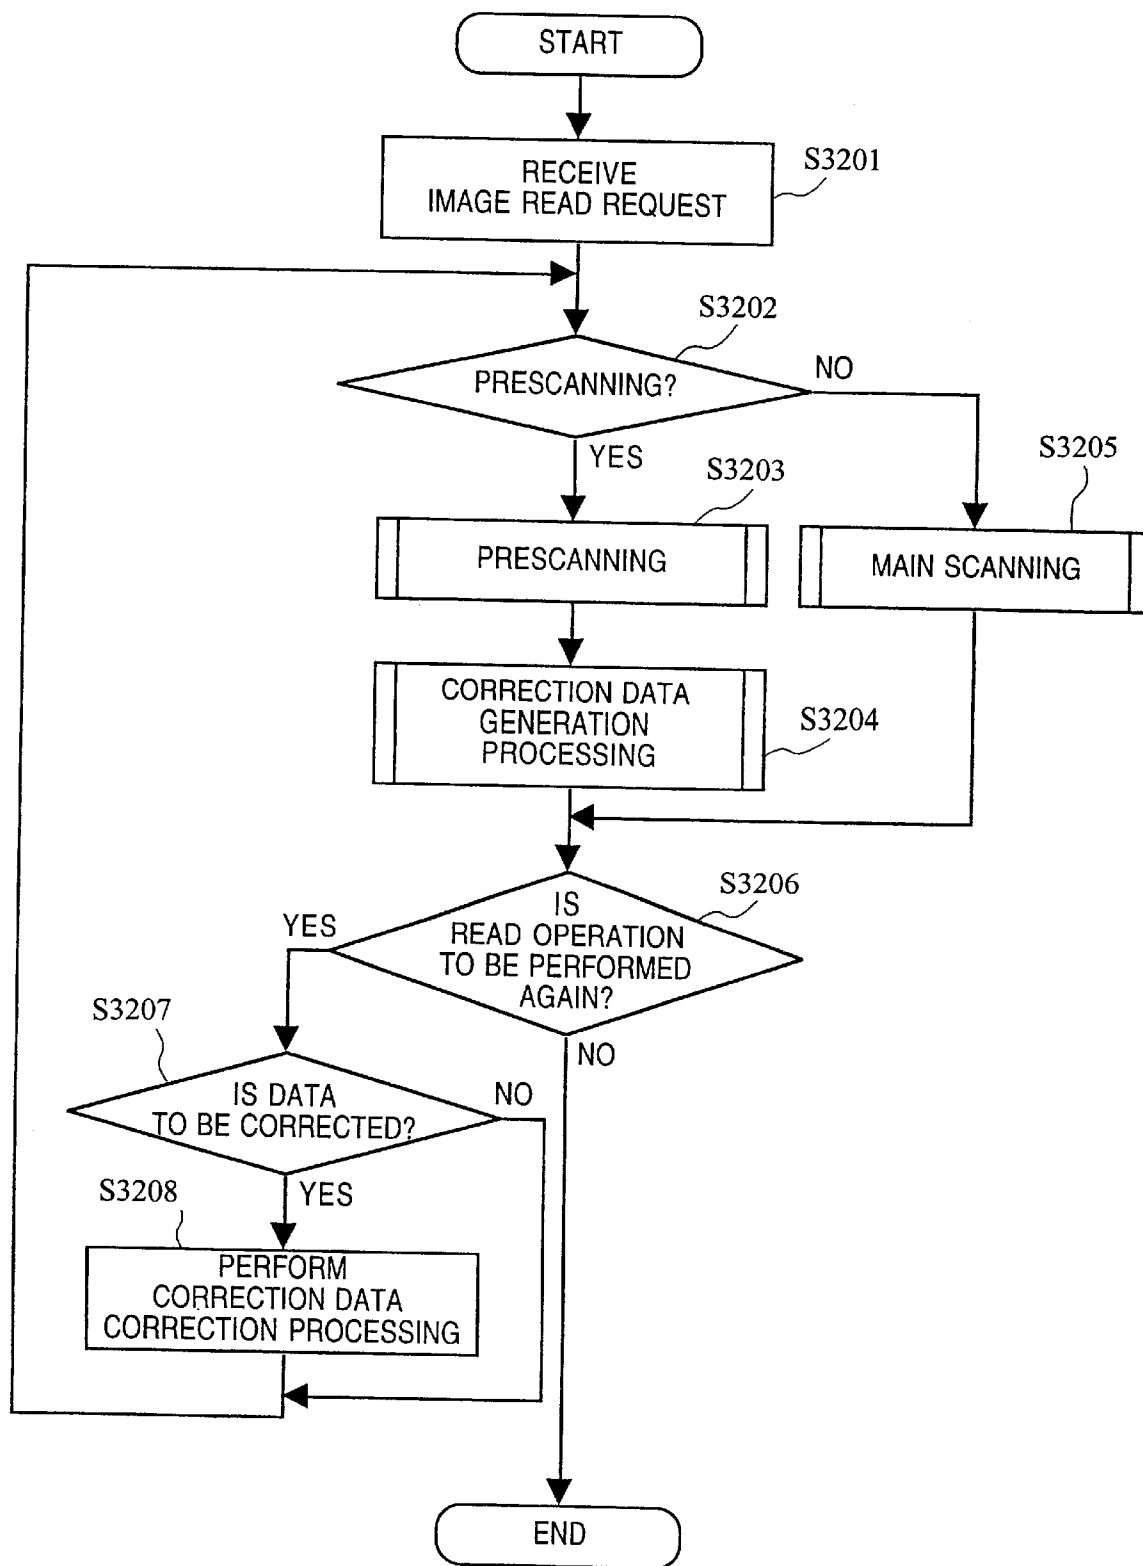 START
S3201
RECEIVE
IMAGE READ REQUEST
S3202
PRESCANNING?
NO
YES
S3203
S3205
PRESCANNING
MAIN SCANNING
CORRECTION DATA
GENERATION
PROCESSING
S3204
S3206
IS
READ OPERATION
TO BE PERFORMED
AGAIN?
YES
NO
S3207
IS DATA
TO BE CORRECTED?
NO
YES
S3208
PERFORM
CORRECTION DATA
CORRECTION PROCESSING
END